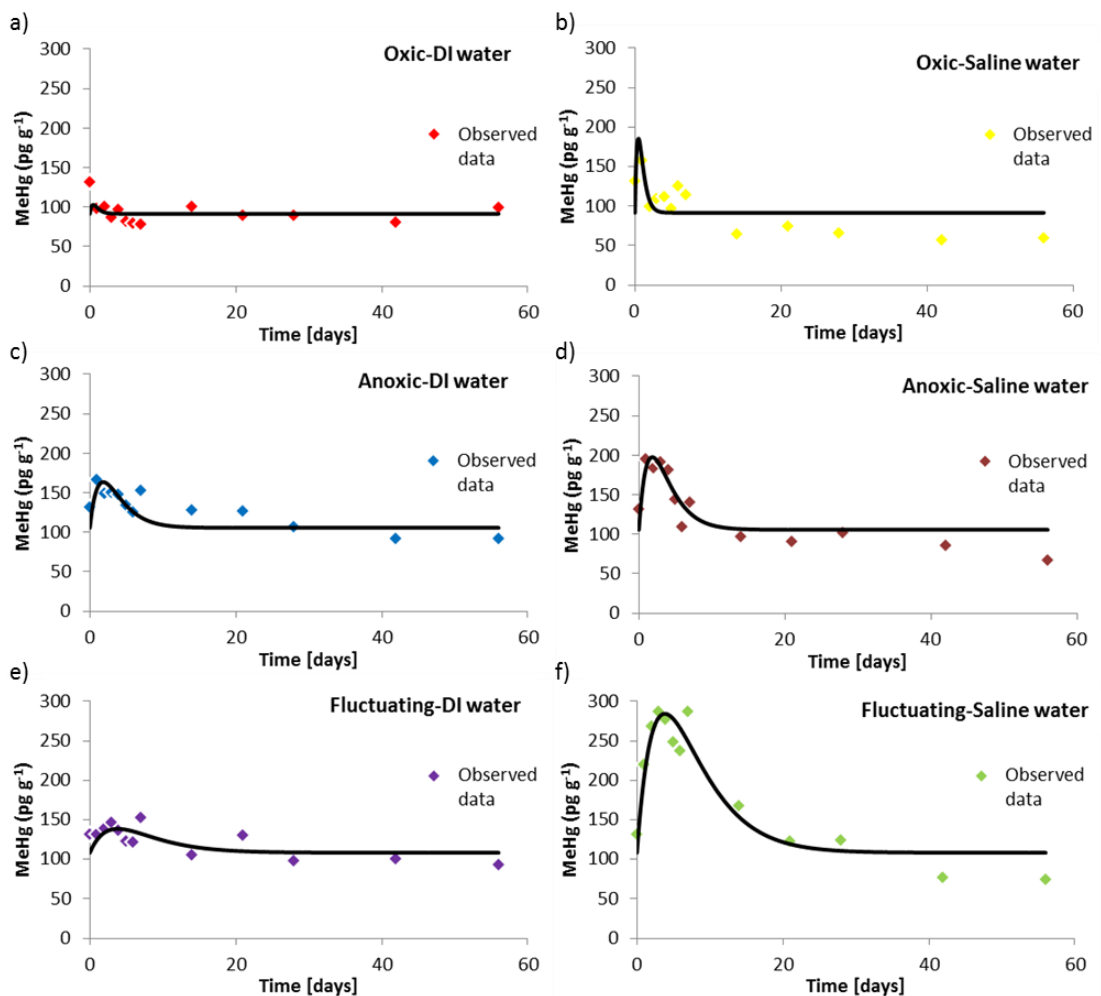 a)
Oxic-DI water
MeHg (pg g⁻¹)
300
250
200
150
100
50
0
Observed
data
0
20
40
60
Time [days]
b)
Oxic-Saline water
MeHg (pg g⁻¹)
300
250
200
150
100
50
0
Observed
data
0
20
40
60
Time [days]
c)
Anoxic-DI water
MeHg (pg g⁻¹)
300
250
200
150
100
50
0
Observed
data
0
20
40
60
Time [days]
d)
Anoxic-Saline water
MeHg (pg g⁻¹)
300
250
200
150
100
50
0
Observed
data
0
20
40
60
Time [days]
e)
Fluctuating-DI water
MeHg (pg g⁻¹)
300
250
200
150
100
50
0
Observed
data
0
20
40
60
Time [days]
f)
Fluctuating-Saline water
MeHg (pg g⁻¹)
300
250
200
150
100
50
0
Observed
data
0
20
40
60
Time [days]